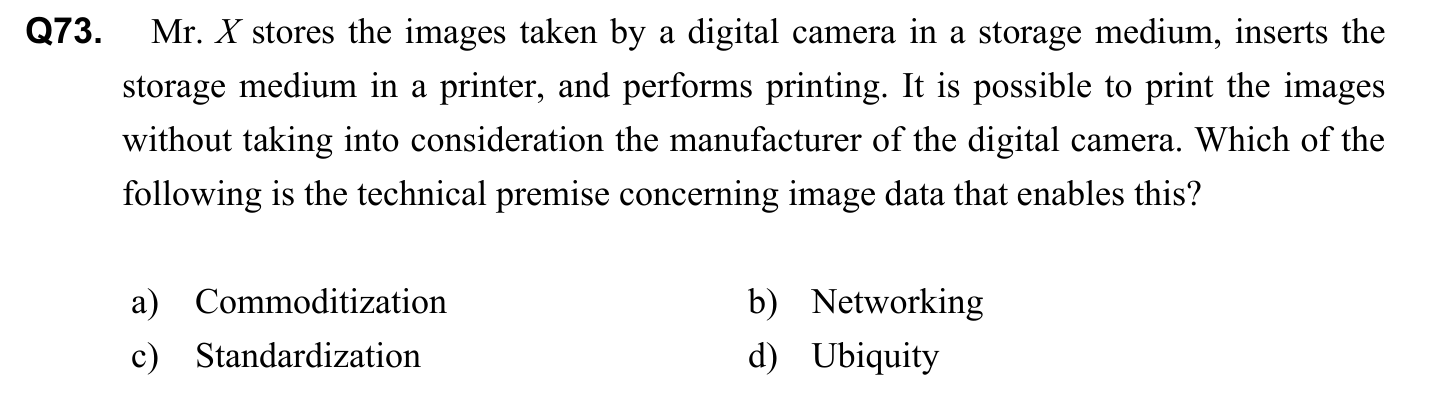 Q73. Mr. X stores the images taken by a digital camera in a storage medium, inserts the
storage medium in a printer, and performs printing. It is possible to print the images
without taking into consideration the manufacturer of the digital camera. Which of the
following is the technical premise concerning image data that enables this?
a) Commoditization b) Networking
c) Standardization d) Ubiquity